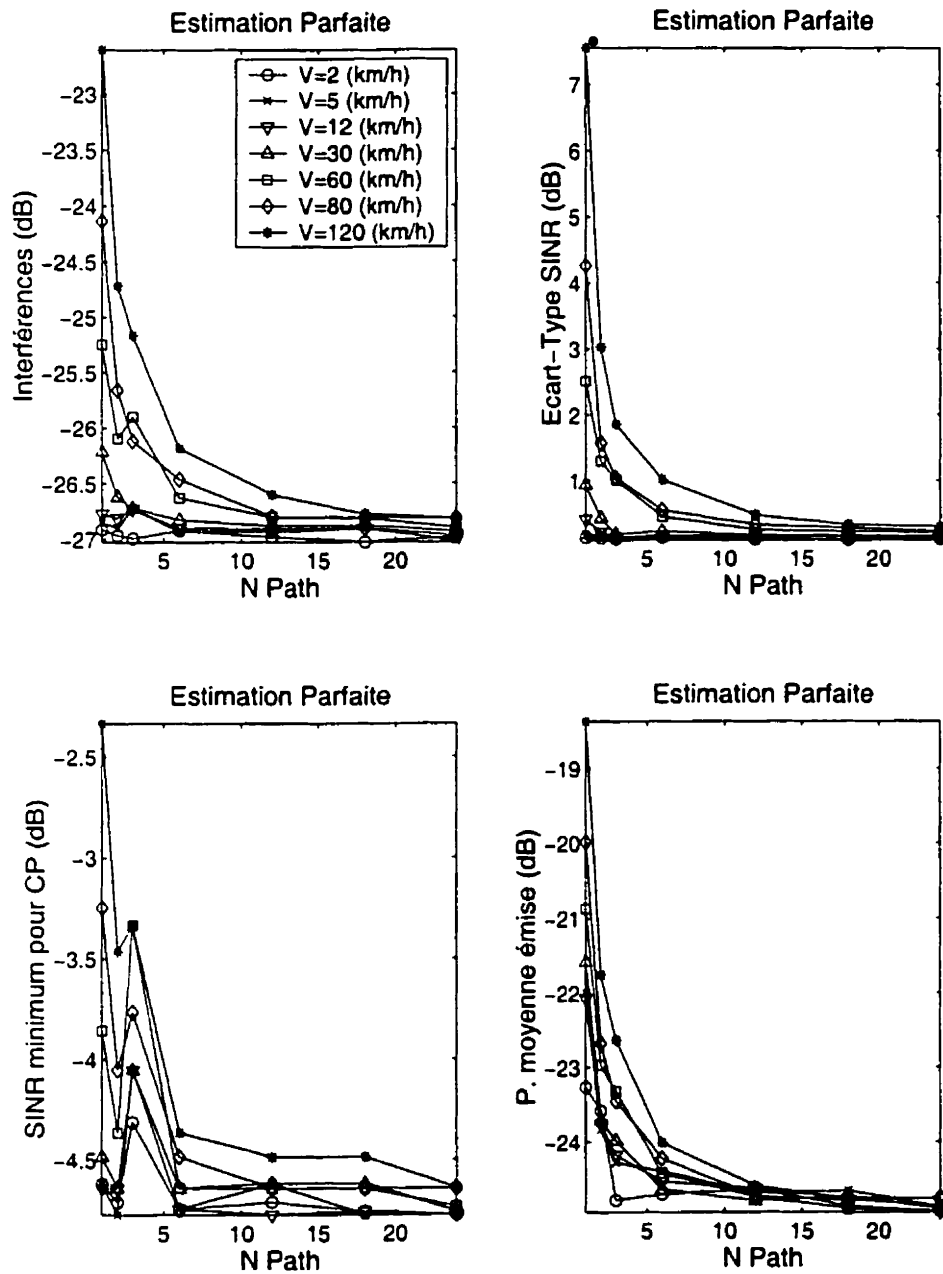 Estimation Parfaite
Interférences (dB)
-23
-23.5
-24
-24.5
-25
-25.5
-26
-26.5
-27
V=2 (km/h)
V=5 (km/h)
V=12 (km/h)
V=30 (km/h)
V=60 (km/h)
V=80 (km/h)
V=120 (km/h)
5 10 15 20
N Path
Estimation Parfaite
Ecart-Type SINR (dB)
7
6
5
4
3
2
1
5 10 15 20
N Path
Estimation Parfaite
SINR minimum pour CP (dB)
-2.5
-3
-3.5
-4
-4.5
5 10 15 20
N Path
Estimation Parfaite
P. moyenne émise (dB)
-19
-20
-21
-22
-23
-24
5 10 15 20
N Path